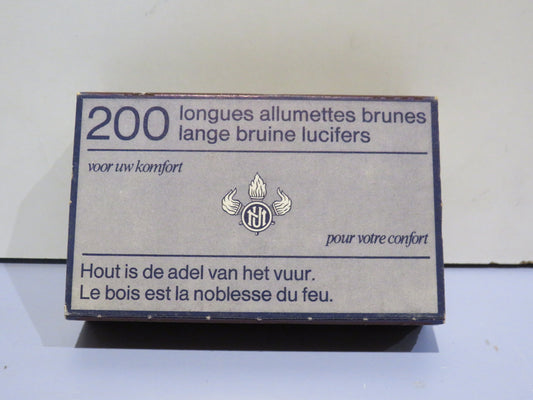 200 longues allumettes brunes
lange bruine lucifers
voor uw komfort
pour votre confort
Hout is de adel van het vuur.
Le bois est la noblesse du feu.